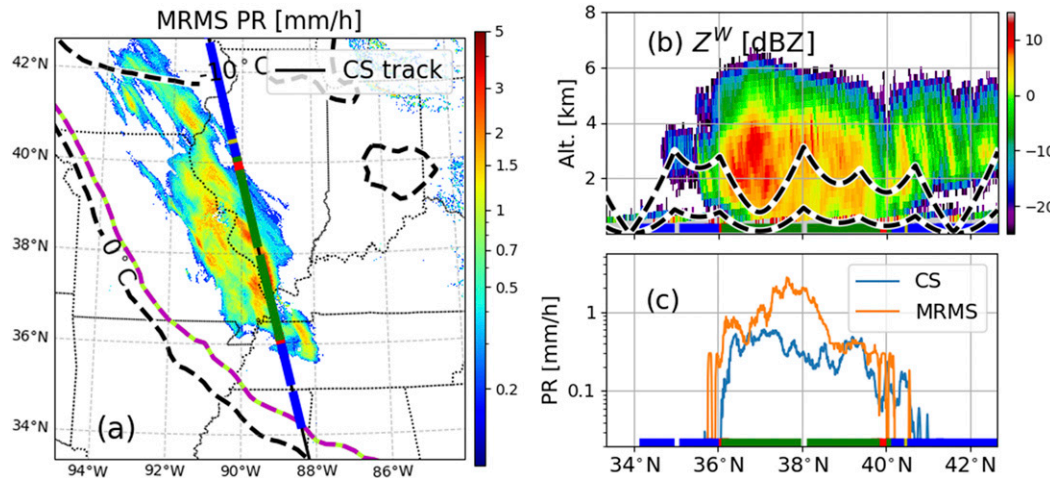 MRMS PR [mm/h]
-10°C
CS track
42°N
40°N
38°N
36°N
34°N
0°C
(a)
94°W
92°W
90°W
88°W
86°W
5
3
2
1.5
1
0.7
0.5
0.2
(b) Z^W [dBZ]
Alt. [km]
8
6
4
2
10
0
−10
−20
(c)
CS
MRMS
PR [mm/h]
1
0.1
34°N
36°N
38°N
40°N
42°N